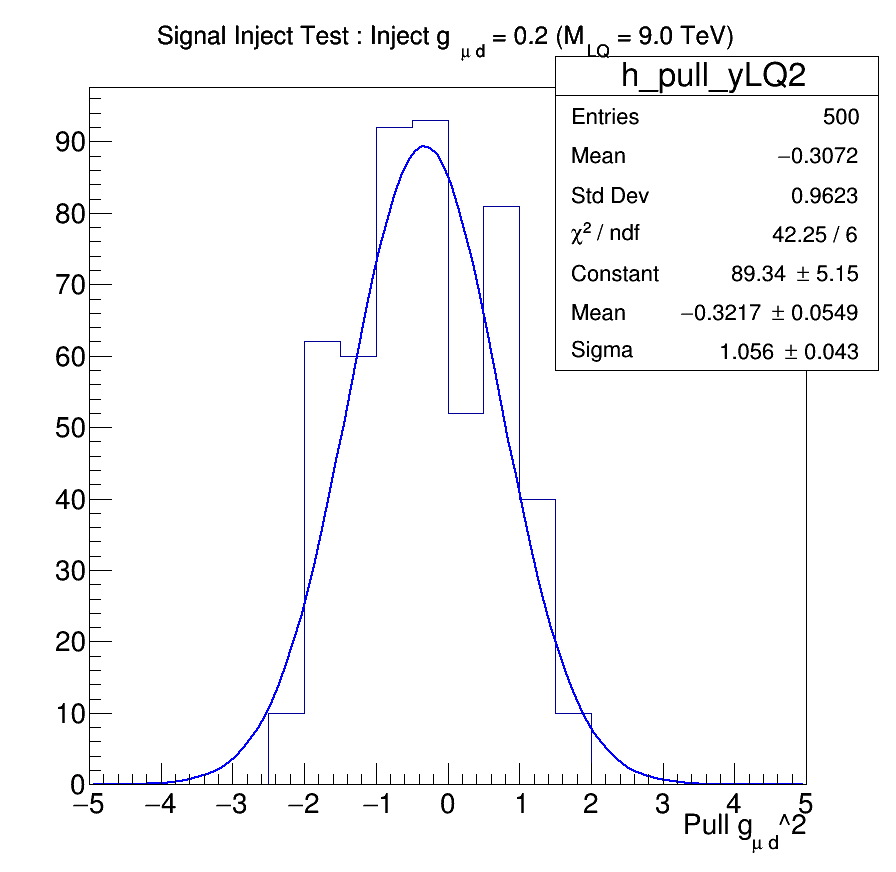 Signal Inject Test : Inject g μ d = 0.2 (M LQ = 9.0 TeV)
h_pull_yLQ2
Entries 500
Mean −0.3072
Std Dev 0.9623
χ² / ndf 42.25 / 6
Constant 89.34 ± 5.15
Mean −0.3217 ± 0.0549
Sigma 1.056 ± 0.043
90
80
70
60
50
40
30
20
10
0
−5 −4 −3 −2 −1 0 1 2 3 4 5
Pull g μ d ^2